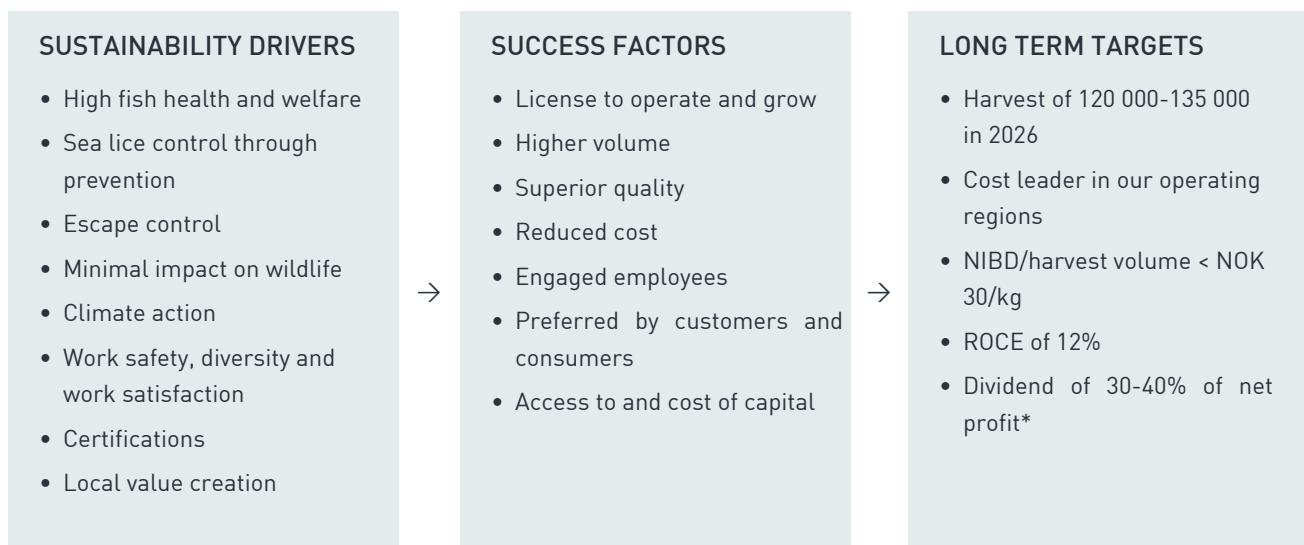 SUSTAINABILITY DRIVERS
• High fish health and welfare
• Sea lice control through
prevention
• Escape control
• Minimal impact on wildlife
• Climate action
• Work safety, diversity and
work satisfaction
• Certifications
• Local value creation
→
SUCCESS FACTORS
• License to operate and grow
• Higher volume
• Superior quality
• Reduced cost
• Engaged employees
• Preferred by customers and
consumers
• Access to and cost of capital
→
LONG TERM TARGETS
• Harvest of 120 000-135 000
in 2026
• Cost leader in our operating
regions
• NIBD/harvest volume < NOK
30/kg
• ROCE of 12%
• Dividend of 30-40% of net
profit*